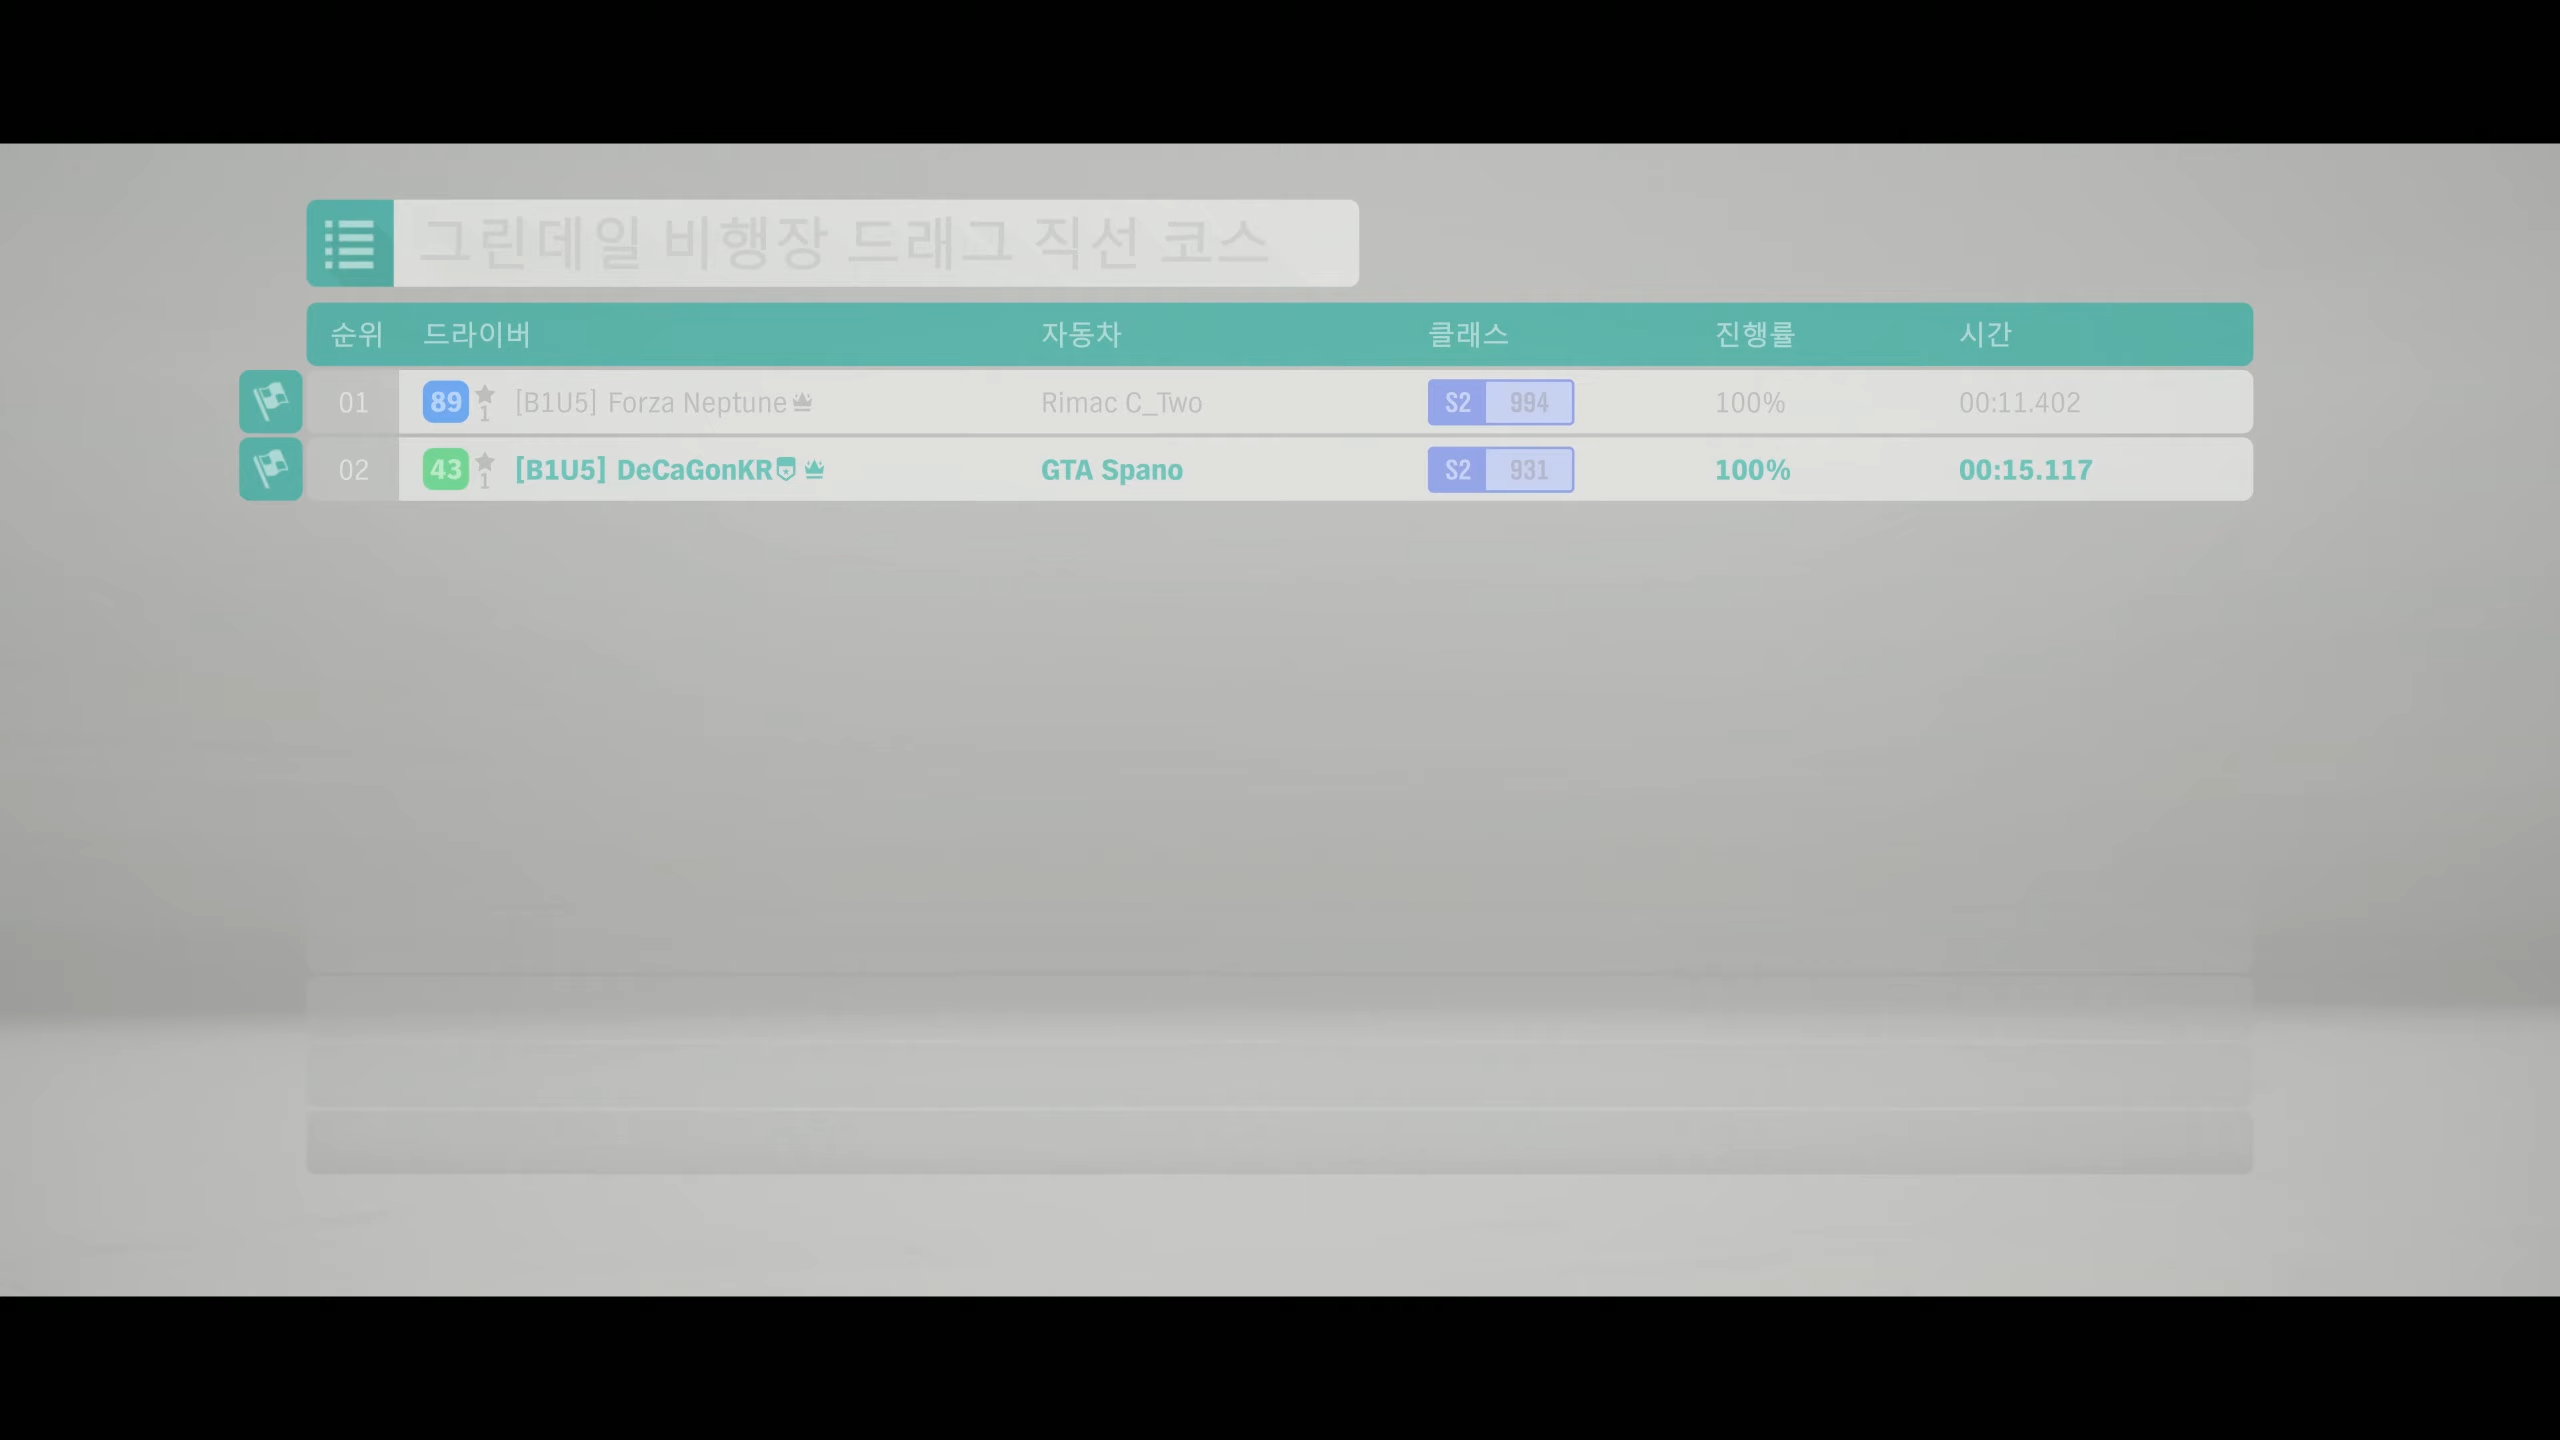 그린데일 비행장 드래그 직선 코스
순위 드라이버 자동차 클래스 진행률 시간
01 89 1 [B1U5] Forza Neptune Rimac C_Two S2 994 100% 00:11.402
02 43 1 [B1U5] DeCaGonKR GTA Spano S2 931 100% 00:15.117